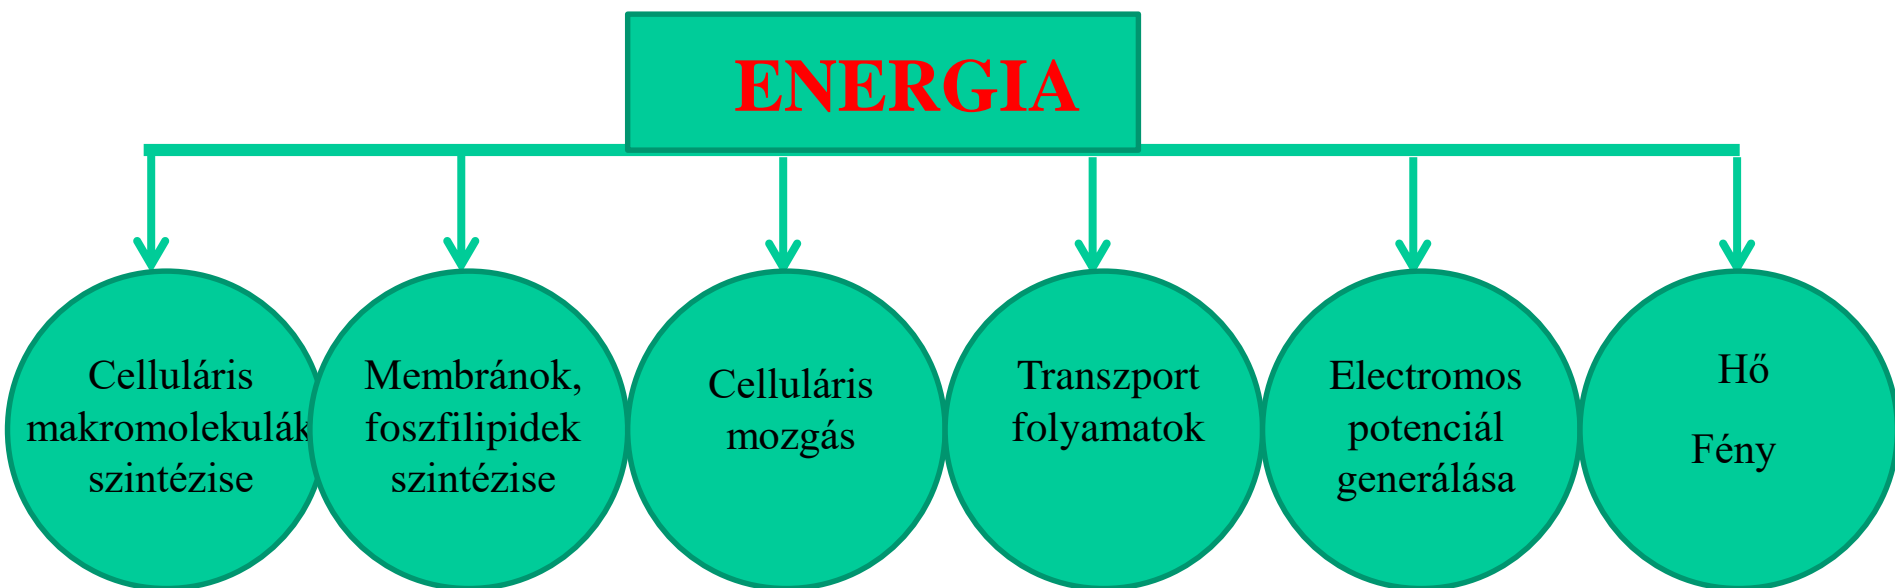 ENERGIA
Celluláris
makromolekulák
szintézise
Membránok,
foszfilipidek
szintézise
Celluláris
mozgás
Transzport
folyamatok
Electromos
potenciál
generálása
Hő
Fény